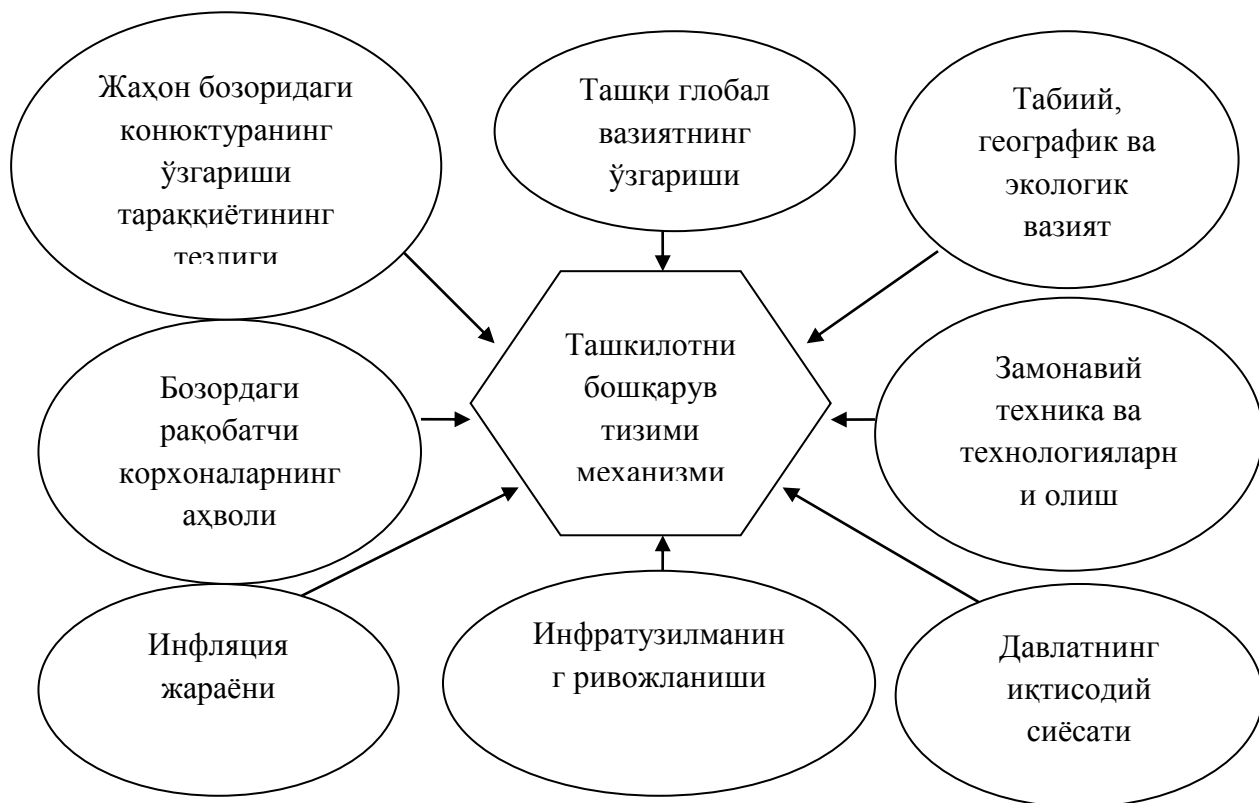 Жаҳон бозоридаги
конюктуранинг
ўзгариши
тараққиётининг
тезлиги
Ташқи глобал
вазиятнинг
ўзгариши
Табиий,
географик ва
экологик
вазият
Ташкилотни
бошқарув
тизими
механизми
Бозордаги
рақобатчи
корхоналарнинг
аҳволи
Замонавий
техника ва
технологияларн
и олиш
Инфляция
жараёни
Инфратузилманин
г ривожланиши
Давлатнинг
иқтисодий
сиёсати